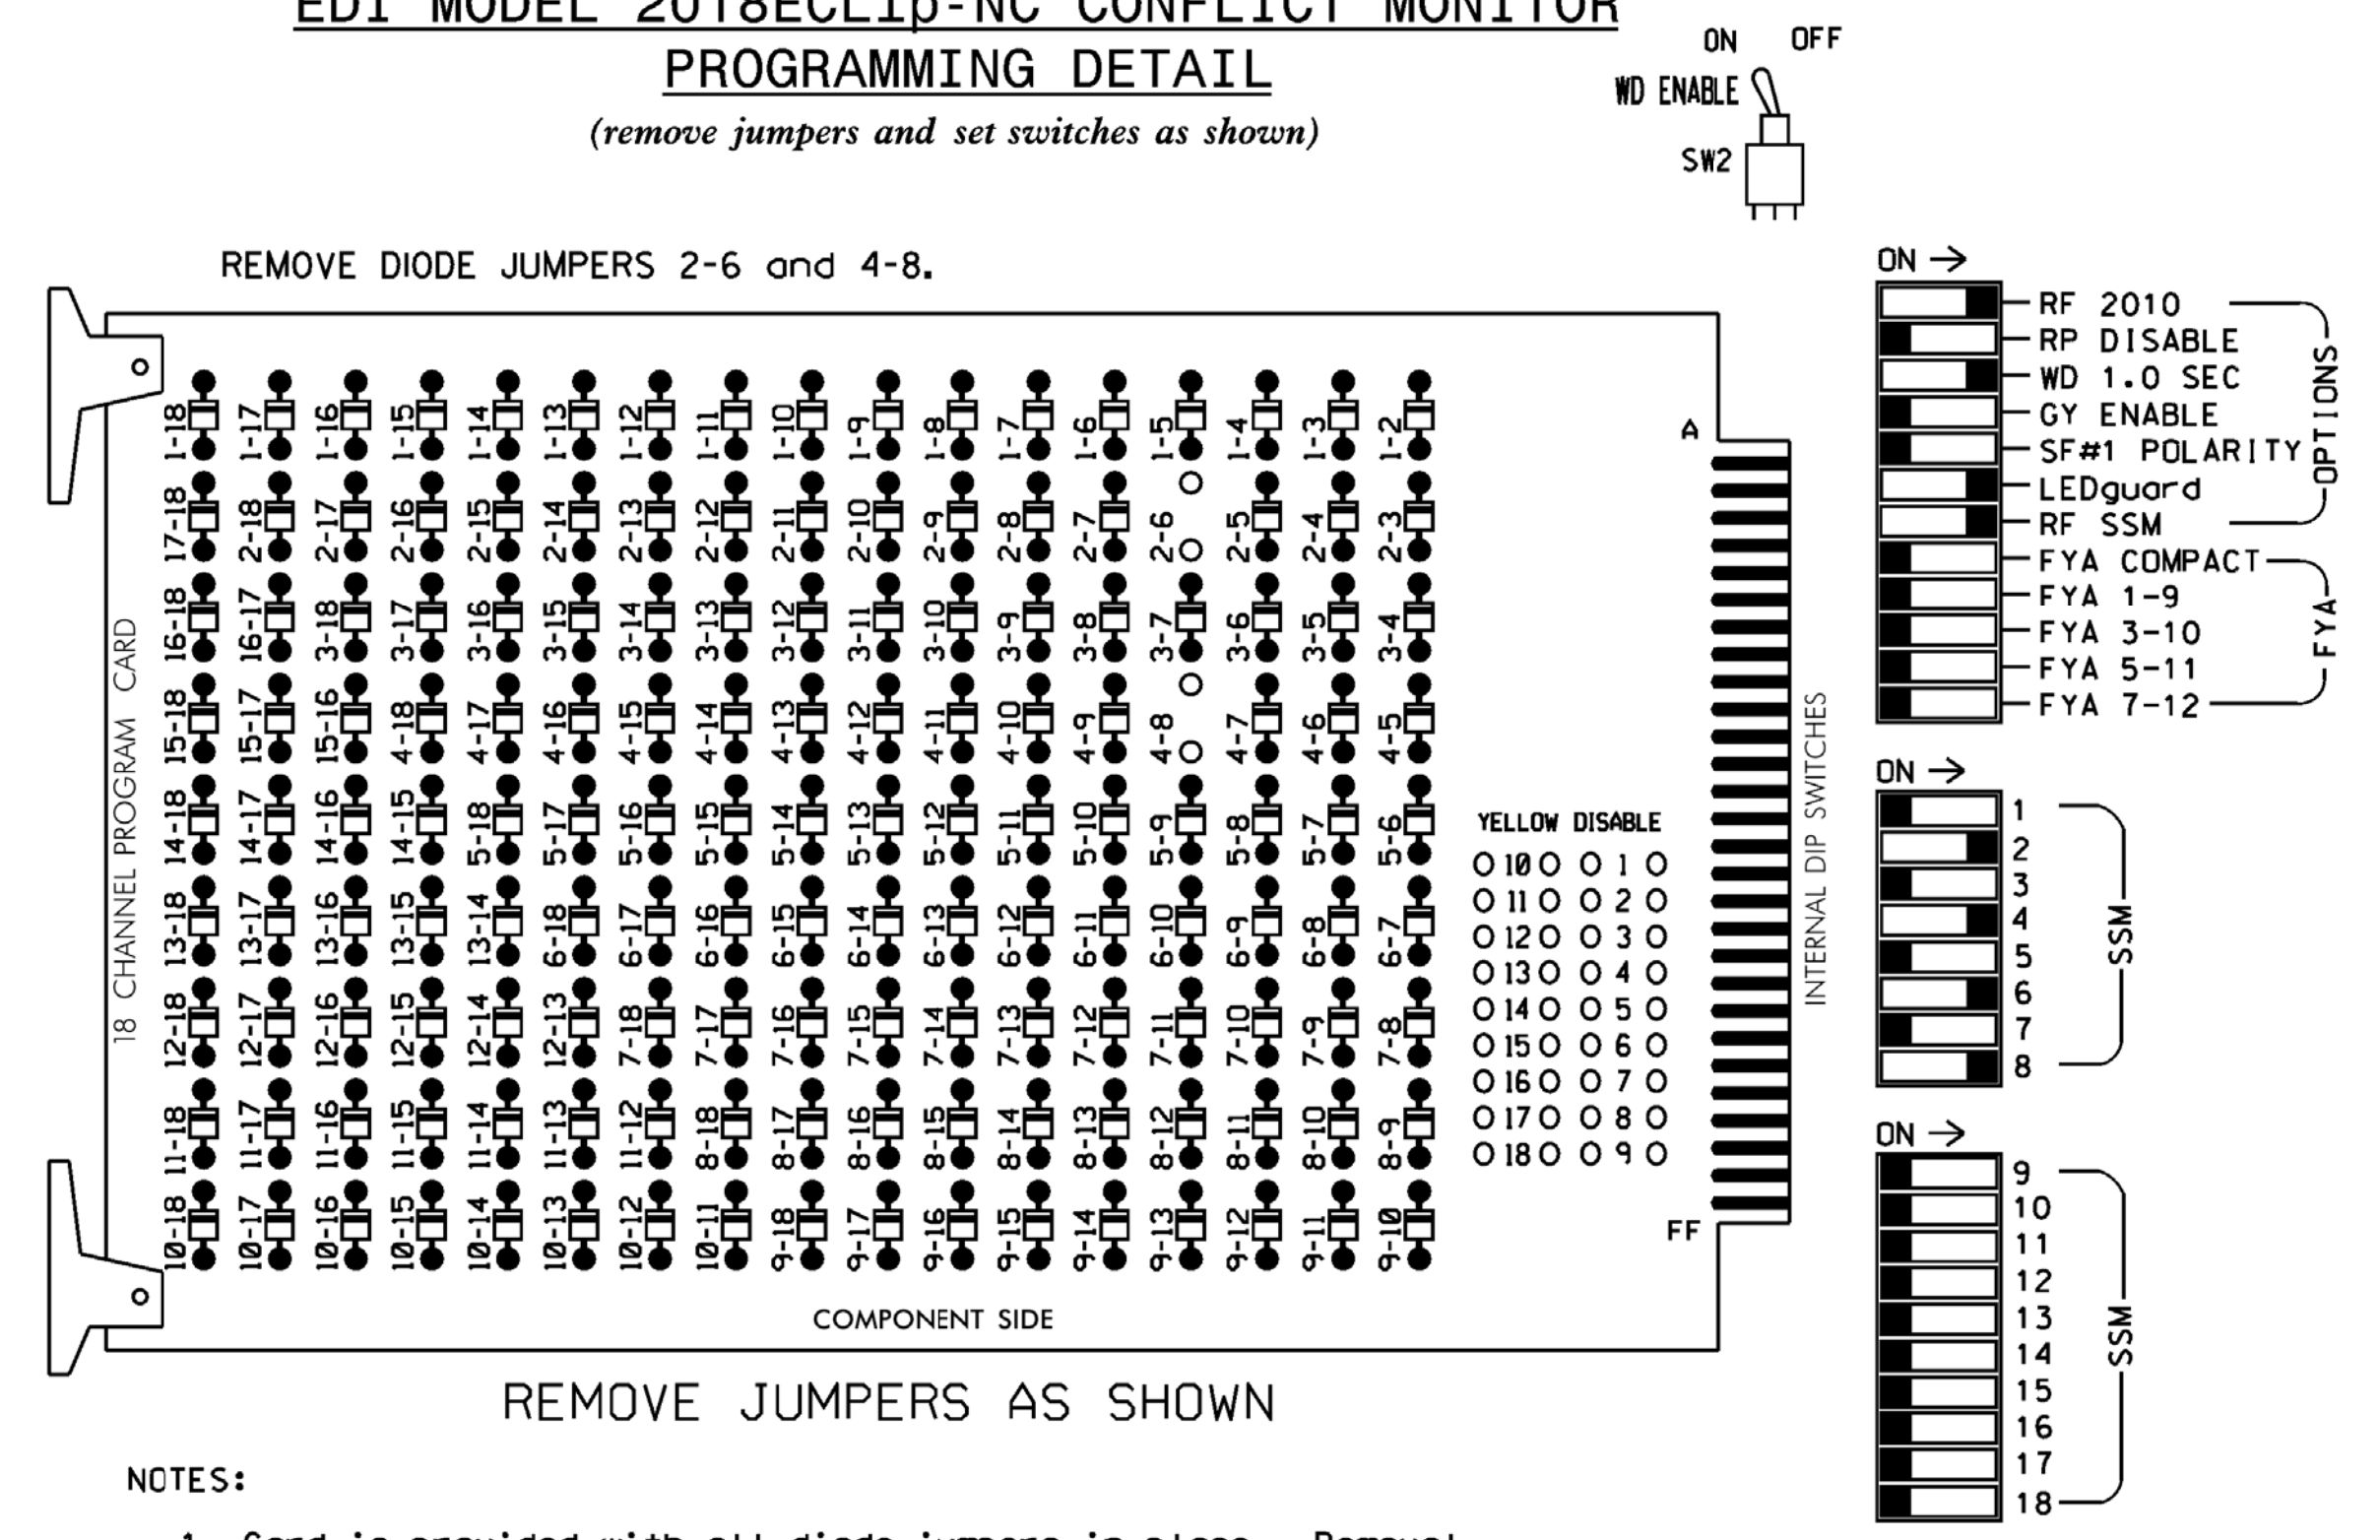 EDI MODEL 2018ECLip-NC CONFLICT MONITOR
PROGRAMMING DETAIL
(remove jumpers and set switches as shown)
ON OFF
WD ENABLE
SW2
REMOVE DIODE JUMPERS 2-6 and 4-8.
18 CHANNEL PROGRAM CARD
1-18 1-17 1-16 1-15 1-14 1-13 1-12 1-11 1-10 1-9 1-8 1-7 1-6 1-5 1-4 1-3 1-2
17-18 2-18 2-17 2-16 2-15 2-14 2-13 2-12 2-11 2-10 2-9 2-8 2-7 2-6 2-5 2-4 2-3
16-18 16-17 3-18 3-17 3-16 3-15 3-14 3-13 3-12 3-11 3-10 3-9 3-8 3-7 3-6 3-5 3-4
15-18 15-17 15-16 4-18 4-17 4-16 4-15 4-14 4-13 4-12 4-11 4-10 4-9 4-8 4-7 4-6 4-5
14-18 14-17 14-16 14-15 5-18 5-17 5-16 5-15 5-14 5-13 5-12 5-11 5-10 5-9 5-8 5-7 5-6
13-18 13-17 13-16 13-15 13-14 6-18 6-17 6-16 6-15 6-14 6-13 6-12 6-11 6-10 6-9 6-8 6-7
12-18 12-17 12-16 12-15 12-14 12-13 7-18 7-17 7-16 7-15 7-14 7-13 7-12 7-11 7-10 7-9 7-8
11-18 11-17 11-16 11-15 11-14 11-13 11-12 8-18 8-17 8-16 8-15 8-14 8-13 8-12 8-11 8-10 8-9
10-18 10-17 10-16 10-15 10-14 10-13 10-12 10-11 9-18 9-17 9-16 9-15 9-14 9-13 9-12 9-11 9-10
COMPONENT SIDE
A
FF
YELLOW DISABLE
10 1
11 2
12 3
13 4
14 5
15 6
16 7
17 8
18 9
INTERNAL DIP SWITCHES
ON
RF 2010
RP DISABLE
WD 1.0 SEC
GY ENABLE
SF#1 POLARITY
LEDguard
RF SSM
OPTIONS
FYA COMPACT
FYA 1-9
FYA 3-10
FYA 5-11
FYA 7-12
FYA
ON
1
2
3
4
5
6
7
8
SSM
ON
9
10
11
12
13
14
15
16
17
18
SSM
REMOVE JUMPERS AS SHOWN
NOTES:
1. Card is provided with all diode jumpers in place. Removal